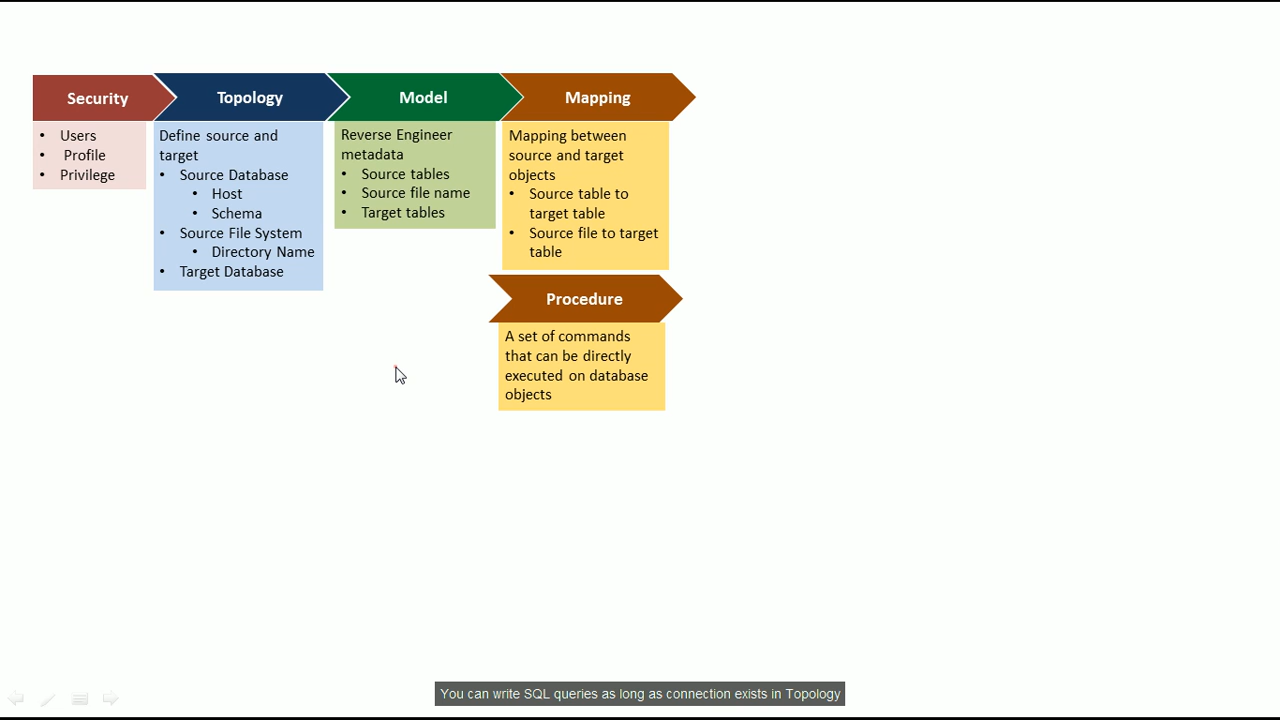 Security
• Users
• Profile
• Privilege
Topology
Define source and
target
• Source Database
• Host
• Schema
• Source File System
• Directory Name
• Target Database
Model
Reverse Engineer
metadata
• Source tables
• Source file name
• Target tables
Mapping
Mapping between
source and target
objects
• Source table to
target table
• Source file to target
table
Procedure
A set of commands
that can be directly
executed on database
objects
You can write SQL queries as long as connection exists in Topology